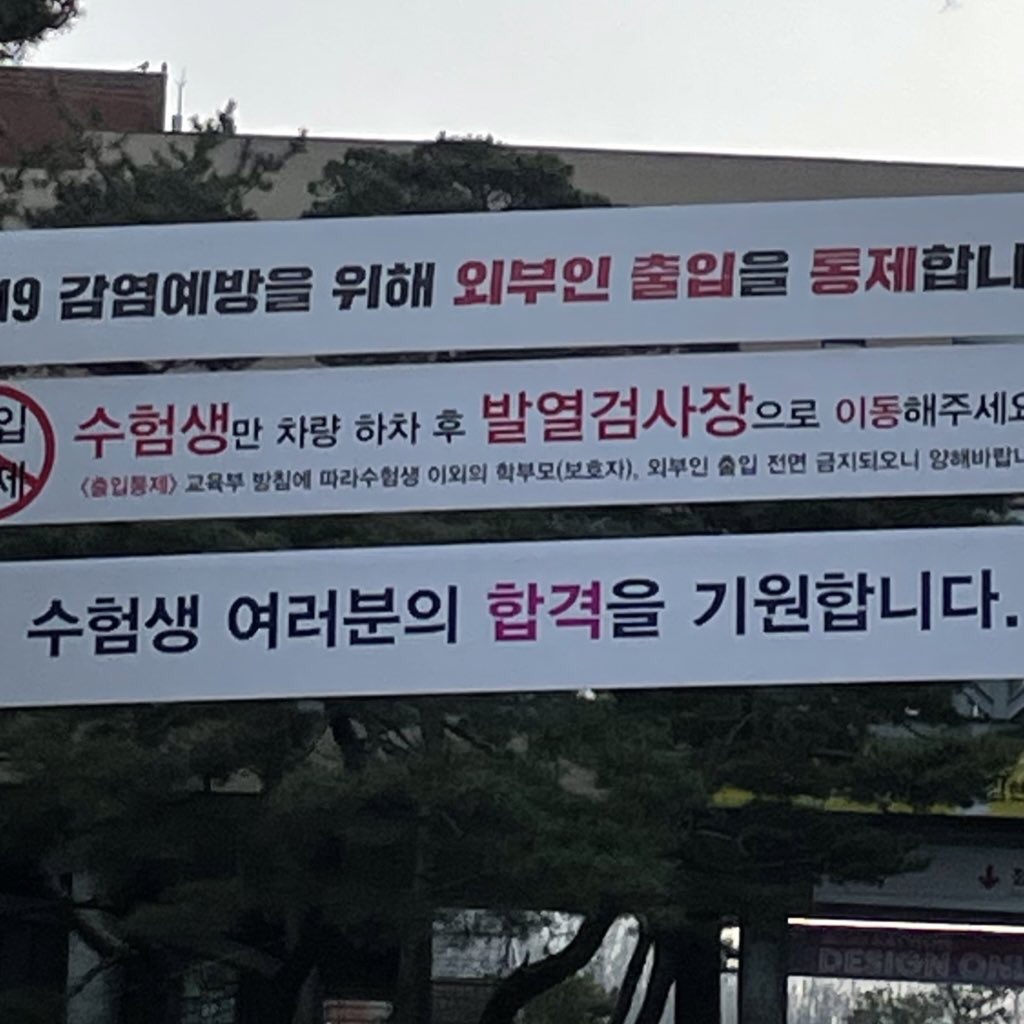 19 감염예방을 위해 외부인 출입을 통제합니
입
제
수험생만 차량 하차 후 발열검사장으로 이동해주세요
<출입통제> 교육부 방침에 따라수험생 이외의 학부모(보호자), 외부인 출입 전면 금지되오니 양해바랍니
수험생 여러분의 합격을 기원합니다.
DESIGN ON